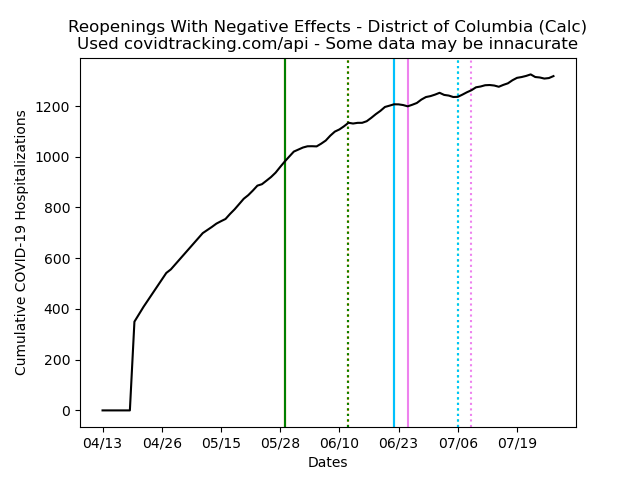 Reopenings With Negative Effects - District of Columbia (Calc)
Used covidtracking.com/api - Some data may be innacurate
Cumulative COVID-19 Hospitalizations
1200
1000
800
600
400
200
0
04/13 04/26 05/15 05/28 06/10 06/23 07/06 07/19
Dates